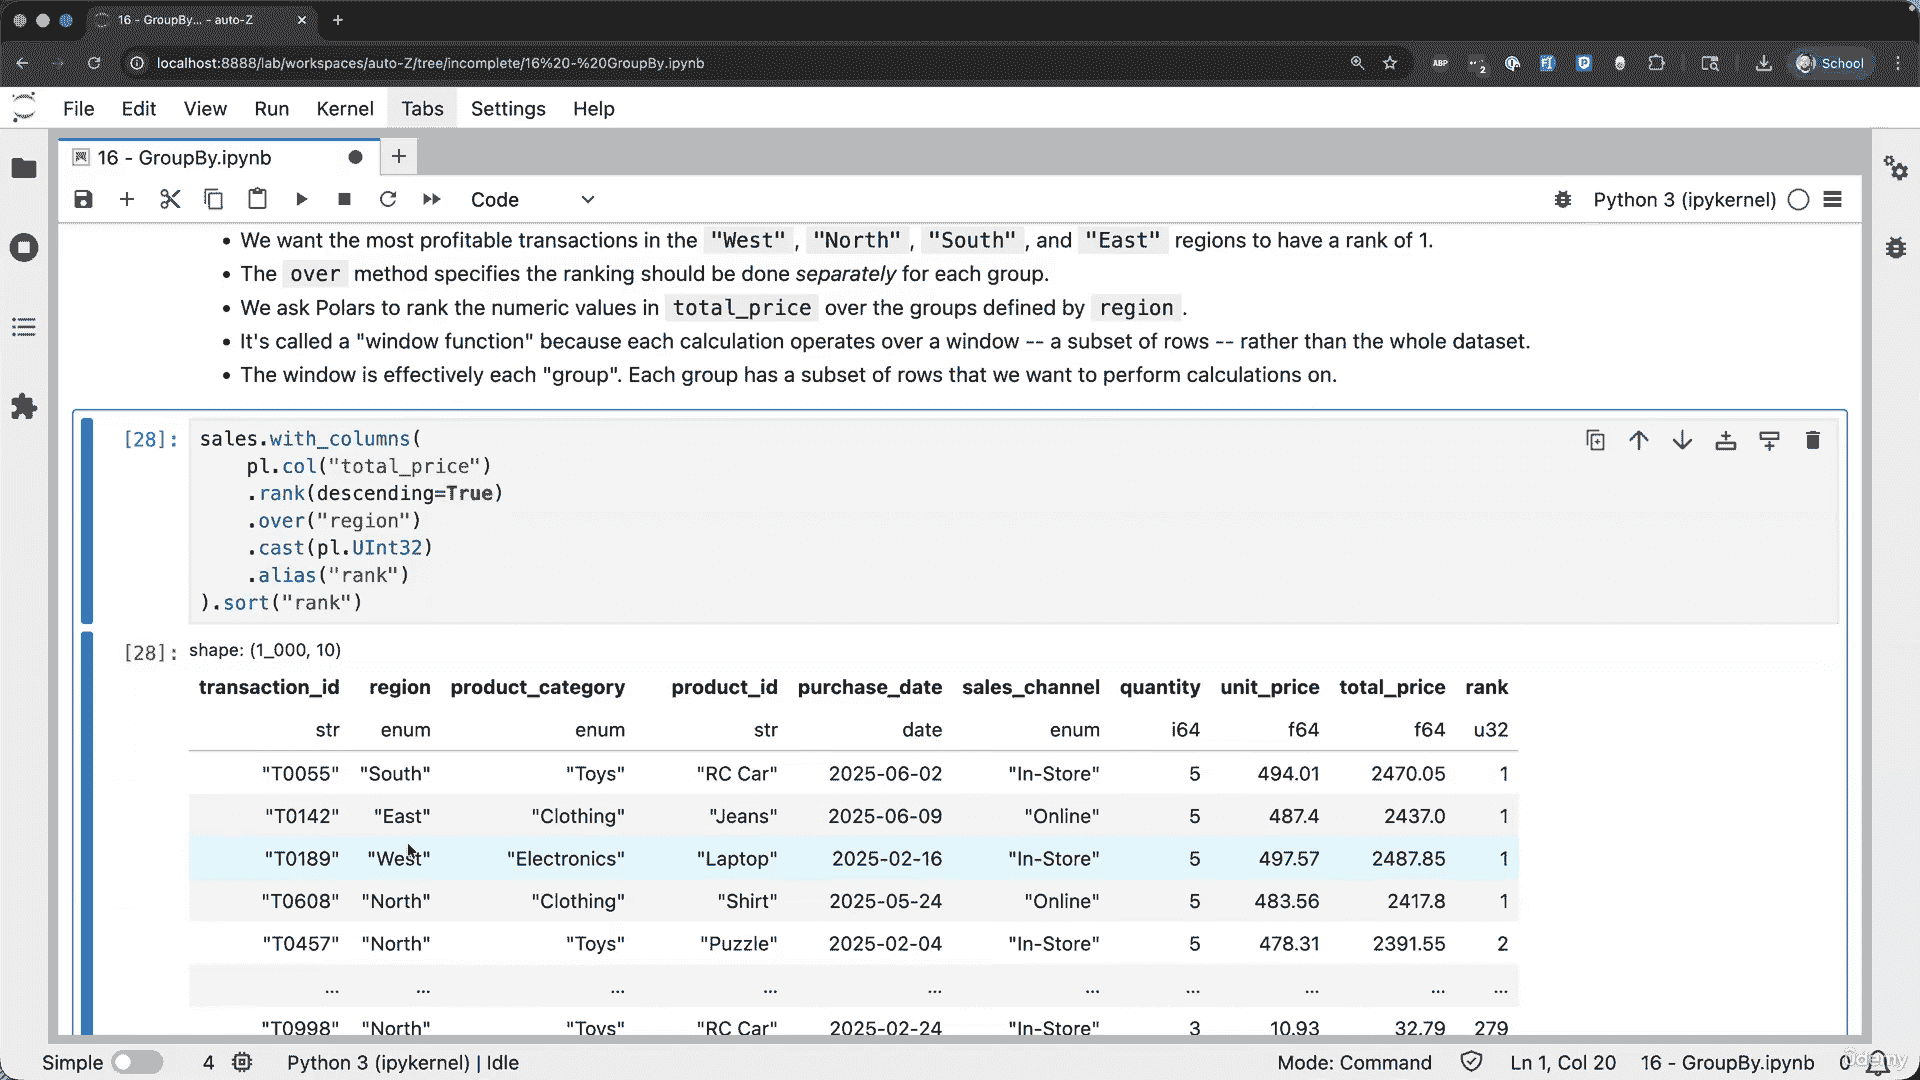 16 - GroupBy... - auto-Z
localhost:8888/lab/workspaces/auto-Z/tree/incomplete/16%20-%20GroupBy.ipynb
ABP
2
School
File Edit View Run Kernel Tabs Settings Help
16 - GroupBy.ipynb
Code
Python 3 (ipykernel)
• We want the most profitable transactions in the "West", "North", "South", and "East" regions to have a rank of 1.
• The over method specifies the ranking should be done separately for each group.
• We ask Polars to rank the numeric values in total_price over the groups defined by region.
• It's called a "window function" because each calculation operates over a window -- a subset of rows -- rather than the whole dataset.
• The window is effectively each "group". Each group has a subset of rows that we want to perform calculations on.
[28]: sales.with_columns(
pl.col("total_price")
.rank(descending=True)
.over("region")
.cast(pl.UInt32)
.alias("rank")
).sort("rank")
[28]: shape: (1_000, 10)
transaction_id region product_category product_id purchase_date sales_channel quantity unit_price total_price rank
str enum enum str date enum i64 f64 f64 u32
"T0055" "South" "Toys" "RC Car" 2025-06-02 "In-Store" 5 494.01 2470.05 1
"T0142" "East" "Clothing" "Jeans" 2025-06-09 "Online" 5 487.4 2437.0 1
"T0189" "West" "Electronics" "Laptop" 2025-02-16 "In-Store" 5 497.57 2487.85 1
"T0608" "North" "Clothing" "Shirt" 2025-05-24 "Online" 5 483.56 2417.8 1
"T0457" "North" "Toys" "Puzzle" 2025-02-04 "In-Store" 5 478.31 2391.55 2
… … … … … … … … … …
"T0998" "North" "Toys" "RC Car" 2025-02-24 "In-Store" 3 10.93 32.79 279
Simple 4 Python 3 (ipykernel) | Idle Mode: Command Ln 1, Col 20 16 - GroupBy.ipynb 0
udemy